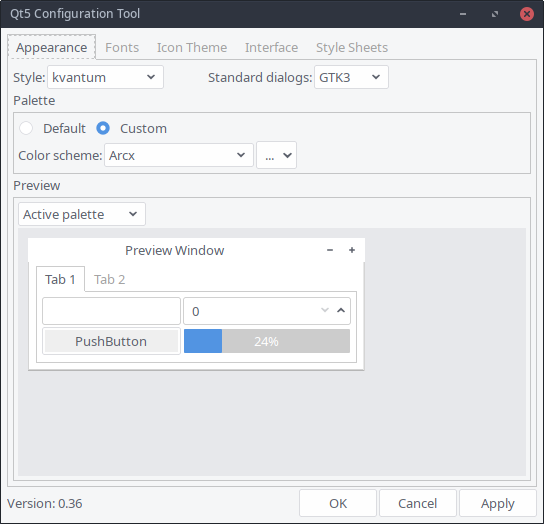 Qt5 Configuration Tool
Appearance Fonts Icon Theme Interface Style Sheets
Style: kvantum Standard dialogs: GTK3
Palette
Default Custom
Color scheme: Arcx ...
Preview
Active palette
Preview Window
Tab 1 Tab 2
0
PushButton 24%
Version: 0.36 OK Cancel Apply